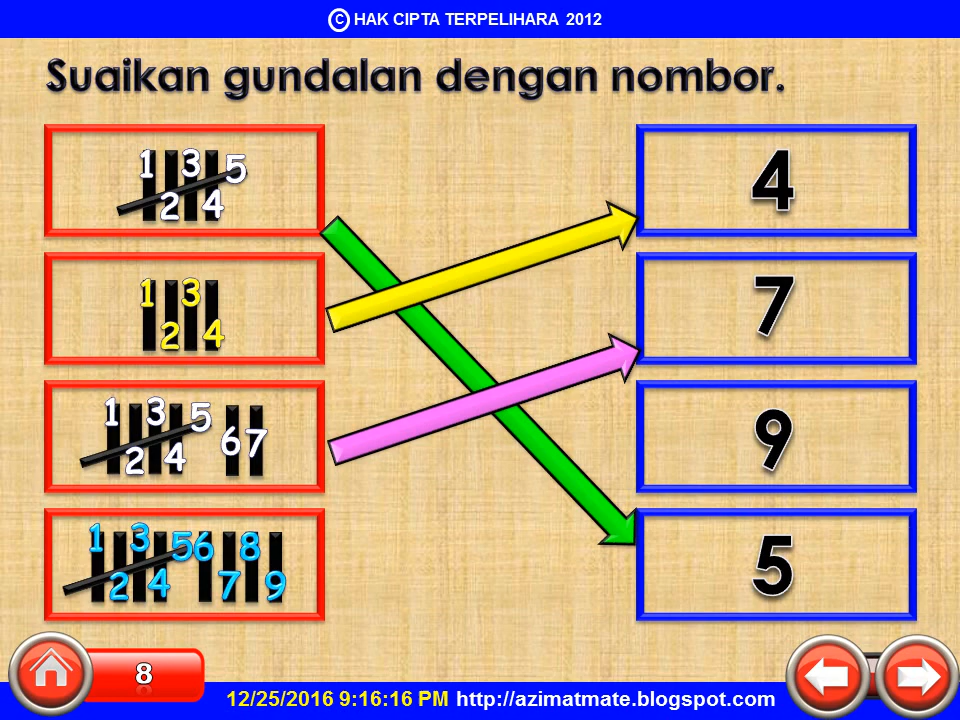 C HAK CIPTA TERPELIHARA 2012
Suaikan gundalan dengan nombor.
1 2 3 4 5
4
1 2 3 4
7
1 2 3 4 5 6 7
9
1 2 3 4 5 6 7 8 9
5
8
12/25/2016 9:16:16 PM http://azimatmate.blogspot.com